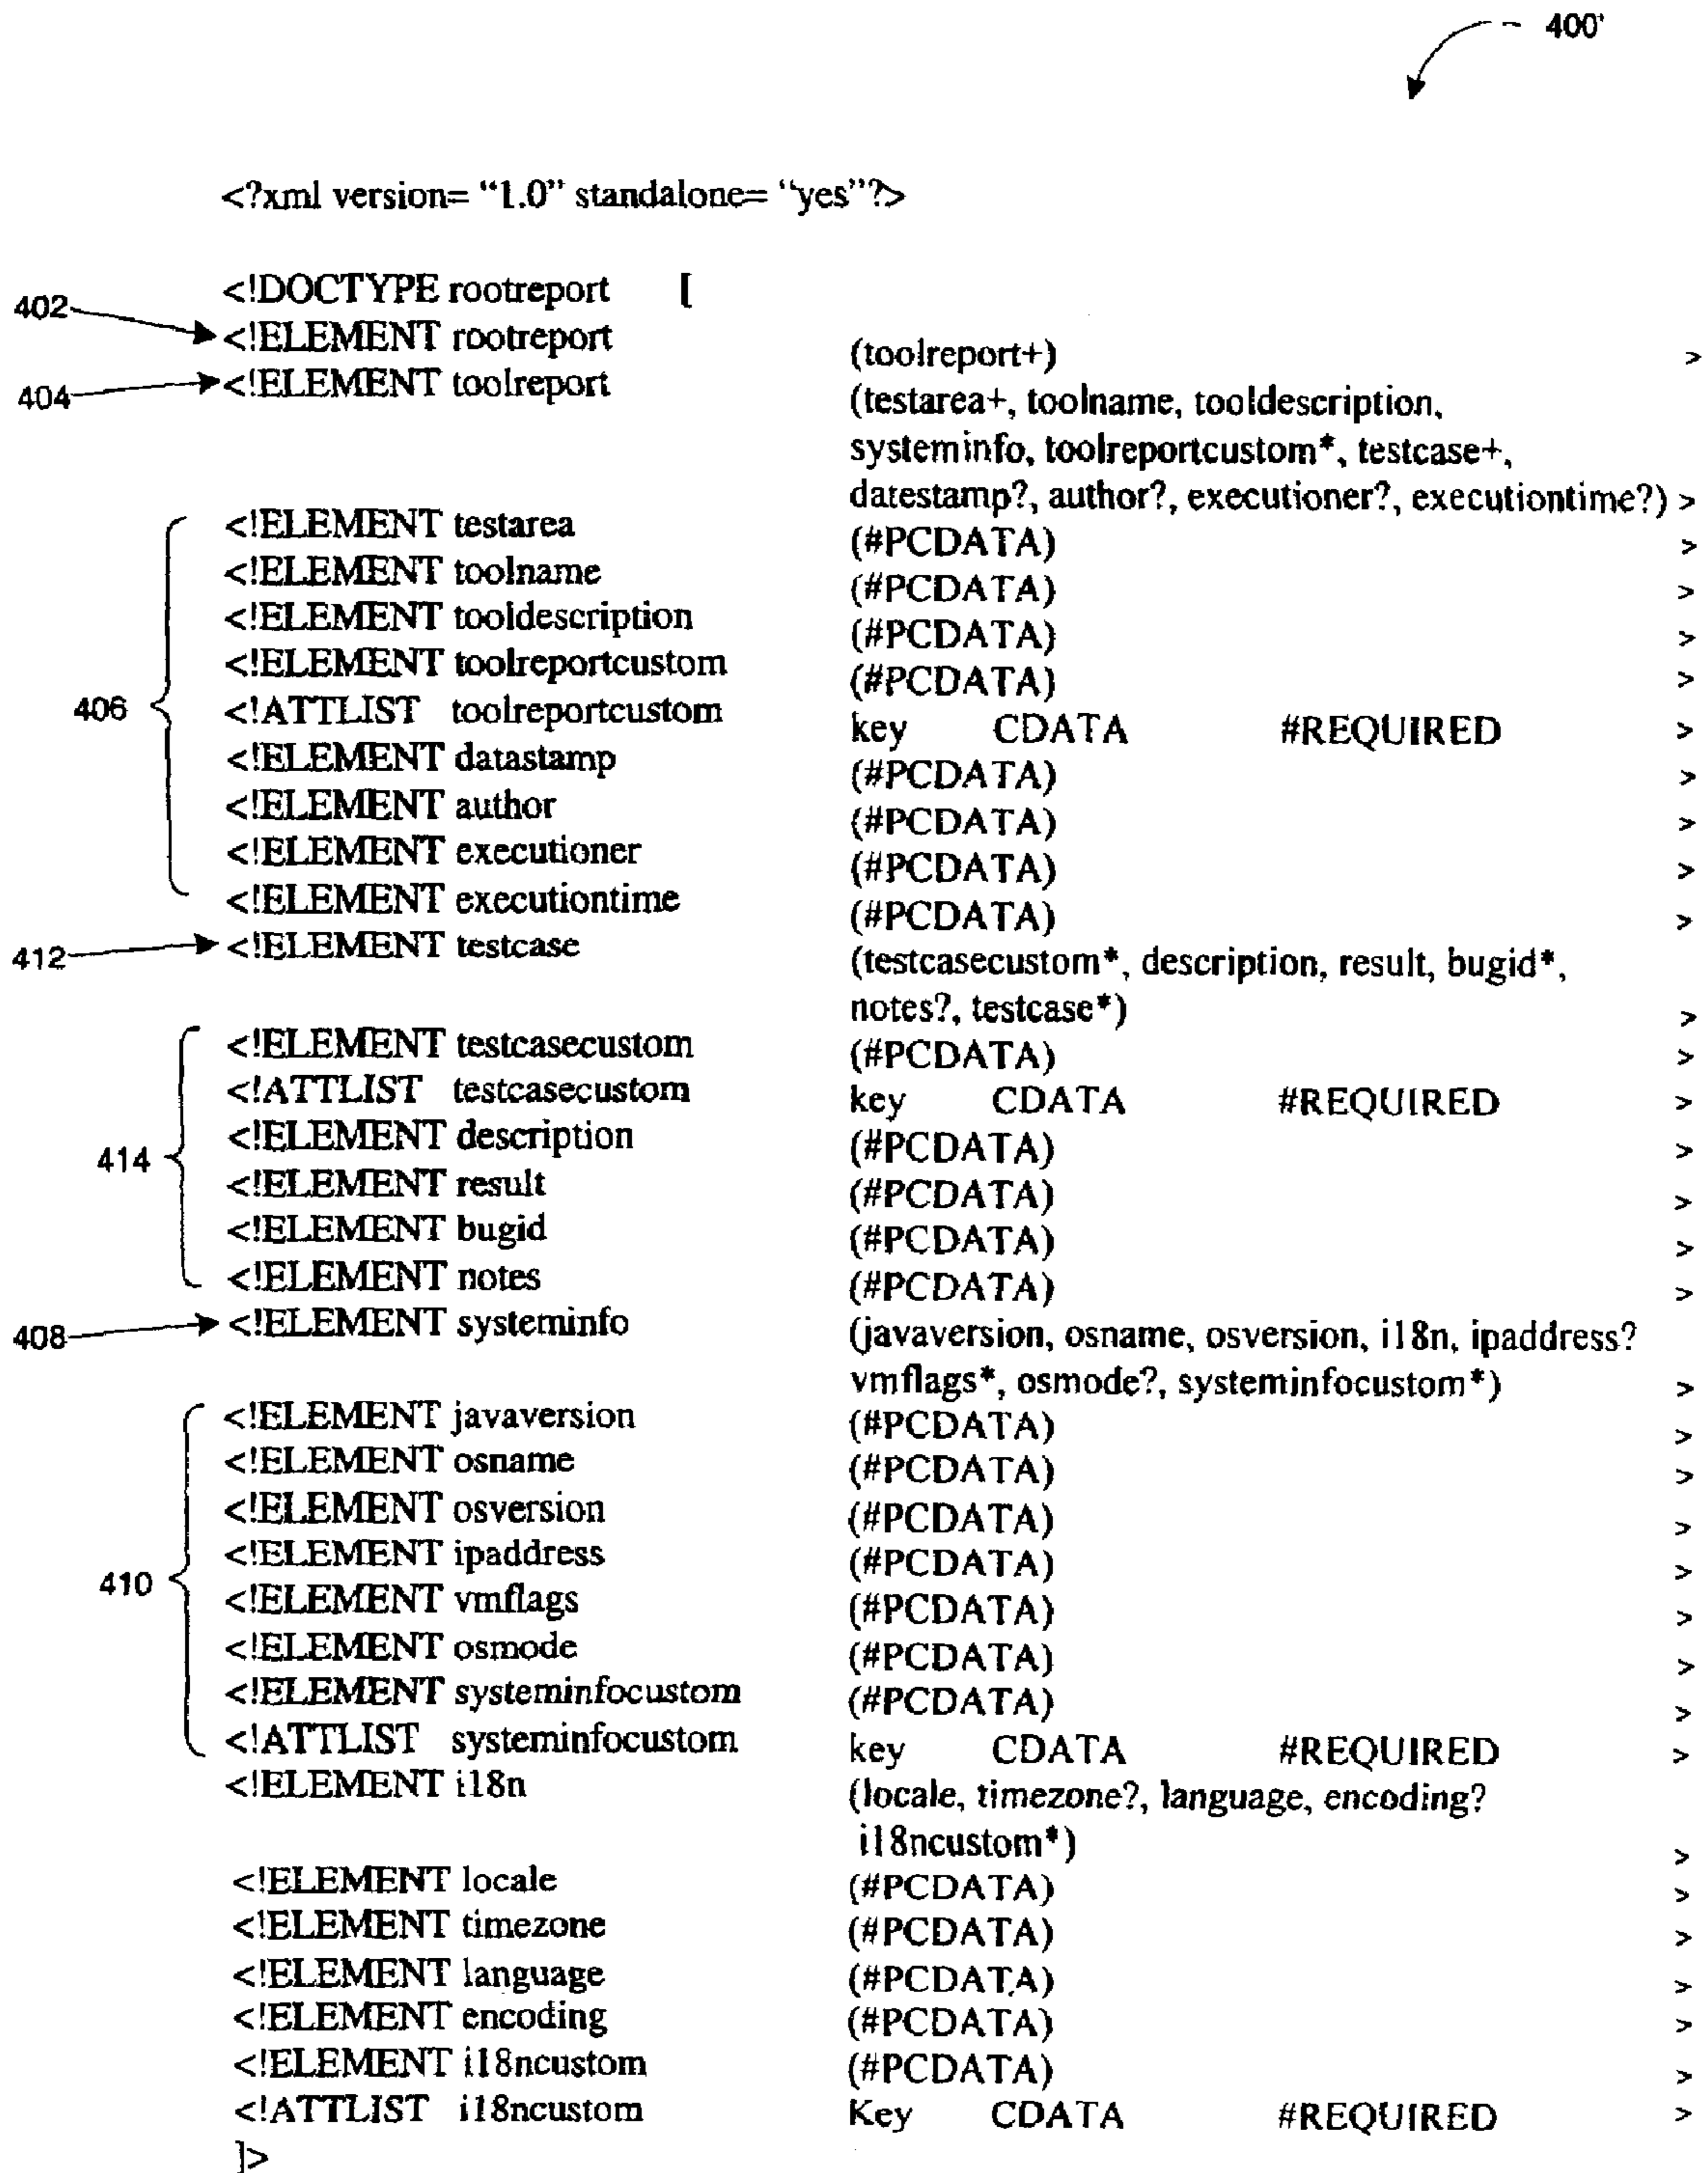 400'
<?xml version= “1.0” standalone= “yes”?>
<!DOCTYPE rootreport [
402 <!ELEMENT rootreport (toolreport+) >
404 <!ELEMENT toolreport (testarea+, toolname, tooldescription,
systeminfo, toolreportcustom*, testcase+,
datestamp?, author?, executioner?, executiontime?) >
<!ELEMENT testarea (#PCDATA) >
<!ELEMENT toolname (#PCDATA) >
<!ELEMENT tooldescription (#PCDATA) >
<!ELEMENT toolreportcustom (#PCDATA) >
406 <!ATTLIST toolreportcustom key CDATA #REQUIRED >
<!ELEMENT datastamp (#PCDATA) >
<!ELEMENT author (#PCDATA) >
<!ELEMENT executioner (#PCDATA) >
<!ELEMENT executiontime (#PCDATA) >
412 <!ELEMENT testcase (testcasecustom*, description, result, bugid*,
notes?, testcase*) >
<!ELEMENT testcasecustom (#PCDATA) >
<!ATTLIST testcasecustom key CDATA #REQUIRED >
414 <!ELEMENT description (#PCDATA) >
<!ELEMENT result (#PCDATA) >
<!ELEMENT bugid (#PCDATA) >
<!ELEMENT notes (#PCDATA) >
408 <!ELEMENT systeminfo (javaversion, osname, osversion, i18n, ipaddress?
vmflags*, osmode?, systeminfocustom*) >
<!ELEMENT javaversion (#PCDATA) >
<!ELEMENT osname (#PCDATA) >
<!ELEMENT osversion (#PCDATA) >
<!ELEMENT ipaddress (#PCDATA) >
410 <!ELEMENT vmflags (#PCDATA) >
<!ELEMENT osmode (#PCDATA) >
<!ELEMENT systeminfocustom (#PCDATA) >
<!ATTLIST systeminfocustom key CDATA #REQUIRED >
<!ELEMENT i18n (locale, timezone?, language, encoding?
i18ncustom*) >
<!ELEMENT locale (#PCDATA) >
<!ELEMENT timezone (#PCDATA) >
<!ELEMENT language (#PCDATA) >
<!ELEMENT encoding (#PCDATA) >
<!ELEMENT i18ncustom (#PCDATA) >
<!ATTLIST i18ncustom Key CDATA #REQUIRED >
]>